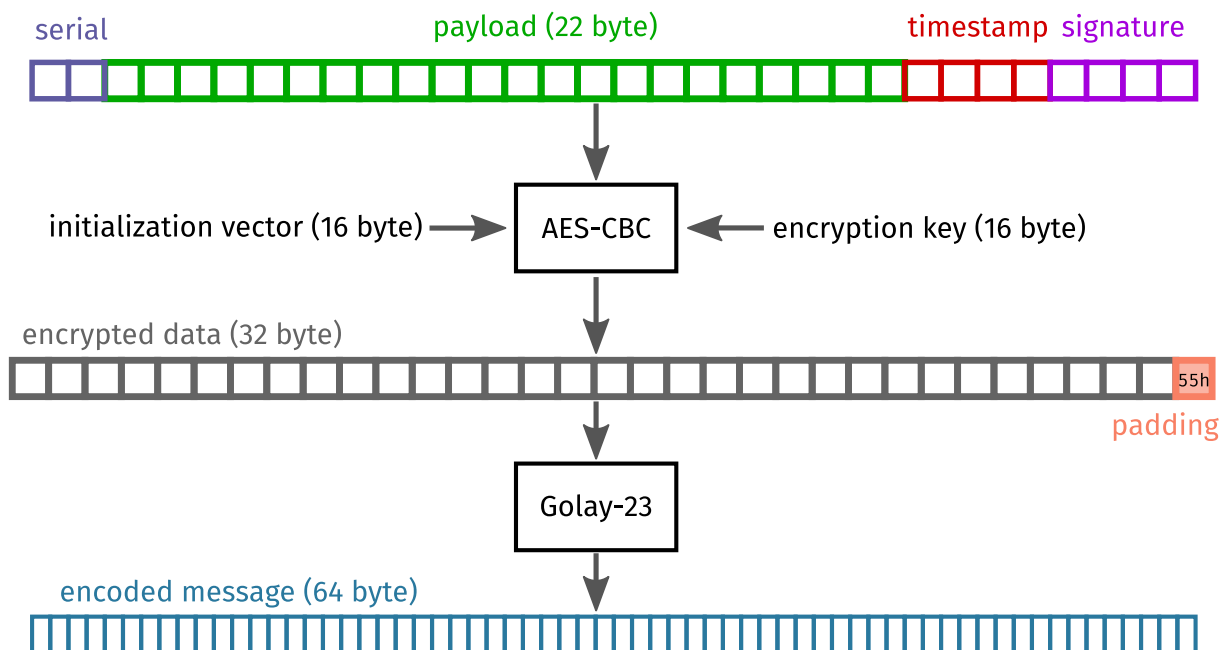 serial
payload (22 byte)
timestamp
signature
initialization vector (16 byte)
AES-CBC
encryption key (16 byte)
encrypted data (32 byte)
55h
padding
Golay-23
encoded message (64 byte)